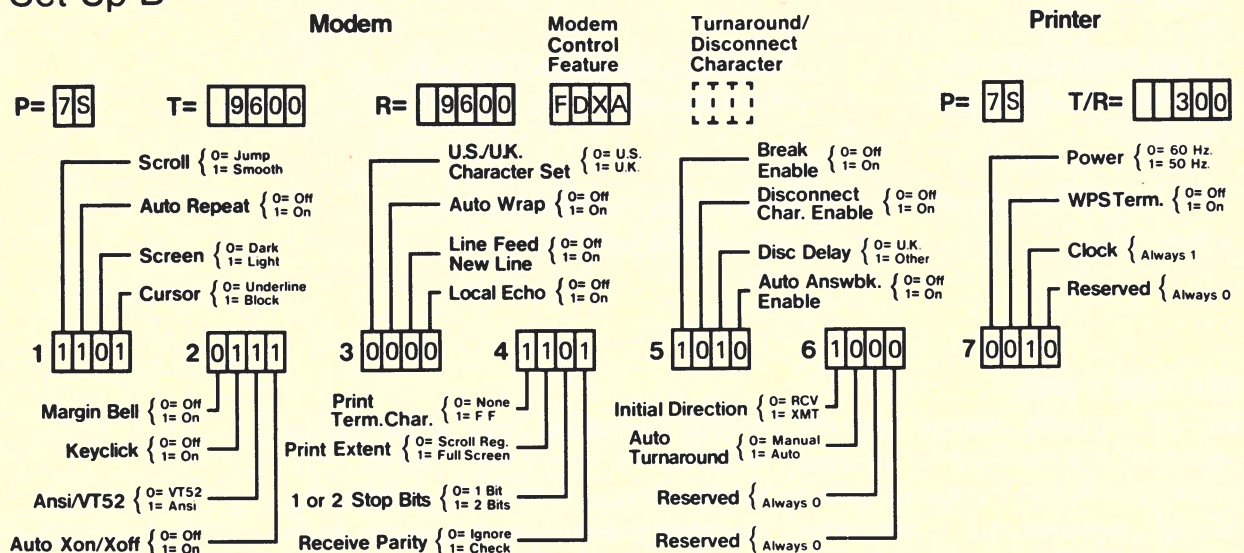 Set-Up B
Modem
Modem Control Feature
Turnaround/ Disconnect Character
Printer
P= 7S
T= 9600
R= 9600
FDXA
P= 7S
T/R= 300
Scroll { 0= Jump 1= Smooth
Auto Repeat { 0= Off 1= On
Screen { 0= Dark 1= Light
Cursor { 0= Underline 1= Block
U.S./U.K. Character Set { 0= U.S. 1= U.K.
Auto Wrap { 0= Off 1= On
Line Feed New Line { 0= Off 1= On
Local Echo { 0= Off 1= On
Break Enable { 0= Off 1= On
Disconnect Char. Enable { 0= Off 1= On
Disc Delay { 0= U.K. 1= Other
Auto Answbk. Enable { 0= Off 1= On
Power { 0= 60 Hz. 1= 50 Hz.
WPS Term. { 0= Off 1= On
Clock { Always 1
Reserved { Always 0
1 1101
2 0111
3 0000
4 1101
5 1010
6 1000
7 0010
Margin Bell { 0= Off 1= On
Keyclick { 0= Off 1= On
Ansi/VT52 { 0= VT52 1= Ansi
Auto Xon/Xoff { 0= Off 1= On
Print Term.Char. { 0= None 1= F F
Print Extent { 0= Scroll Reg. 1= Full Screen
1 or 2 Stop Bits { 0= 1 Bit 1= 2 Bits
Receive Parity { 0= Ignore 1= Check
Initial Direction { 0= RCV 1= XMT
Auto Turnaround { 0= Manual 1= Auto
Reserved { Always 0
Reserved { Always 0